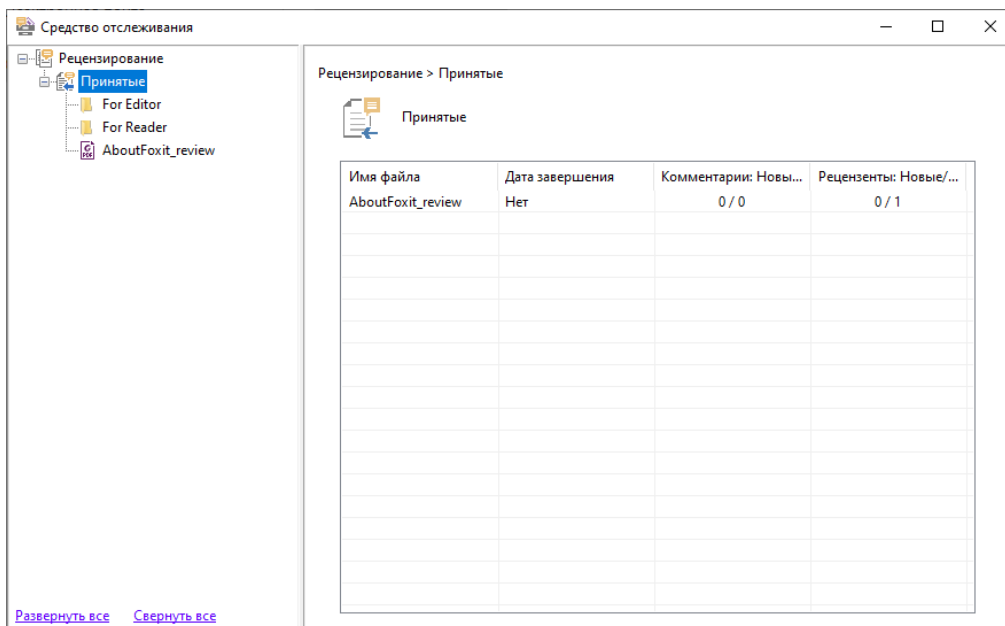 Средство отслеживания
Рецензирование
Принятые
For Editor
For Reader
AboutFoxit_review
Развернуть все Свернуть все
Рецензирование > Принятые
Принятые
Имя файла Дата завершения Комментарии: Новы... Рецензенты: Новые/...
AboutFoxit_review Нет 0 / 0 0 / 1